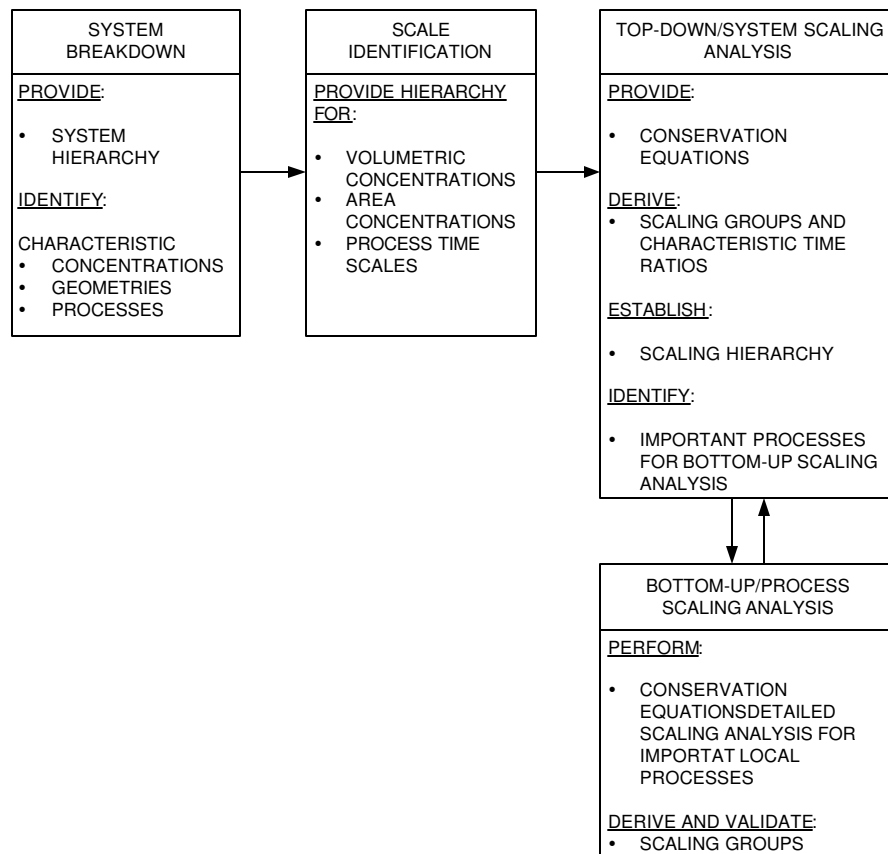 SYSTEM
BREAKDOWN
PROVIDE:
• SYSTEM
HIERARCHY
IDENTIFY:
CHARACTERISTIC
• CONCENTRATIONS
• GEOMETRIES
• PROCESSES
SCALE
IDENTIFICATION
PROVIDE HIERARCHY
FOR:
• VOLUMETRIC
CONCENTRATIONS
• AREA
CONCENTRATIONS
• PROCESS TIME
SCALES
TOP-DOWN/SYSTEM SCALING
ANALYSIS
PROVIDE:
• CONSERVATION
EQUATIONS
DERIVE:
• SCALING GROUPS AND
CHARACTERISTIC TIME
RATIOS
ESTABLISH:
• SCALING HIERARCHY
IDENTIFY:
• IMPORTANT PROCESSES
FOR BOTTOM-UP SCALING
ANALYSIS
BOTTOM-UP/PROCESS
SCALING ANALYSIS
PERFORM:
• CONSERVATION
EQUATIONSDETAILED
SCALING ANALYSIS FOR
IMPORTAT LOCAL
PROCESSES
DERIVE AND VALIDATE:
• SCALING GROUPS